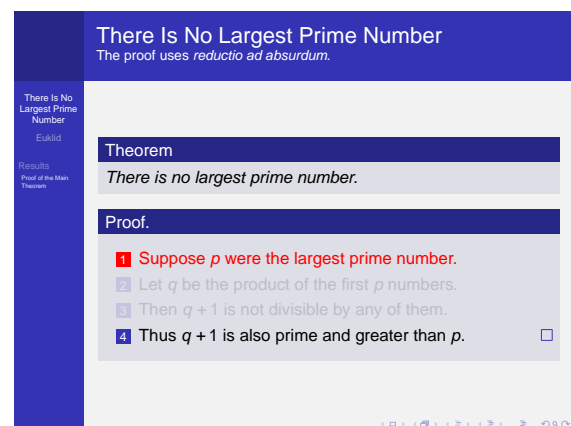 There Is No Largest Prime Number
The proof uses reductio ad absurdum.
There Is No
Largest Prime
Number
Euklid
Results
Proof of the Main
Theorem
Theorem
There is no largest prime number.
Proof.
1 Suppose p were the largest prime number.
2 Let q be the product of the first p numbers.
3 Then q + 1 is not divisible by any of them.
4 Thus q + 1 is also prime and greater than p. □